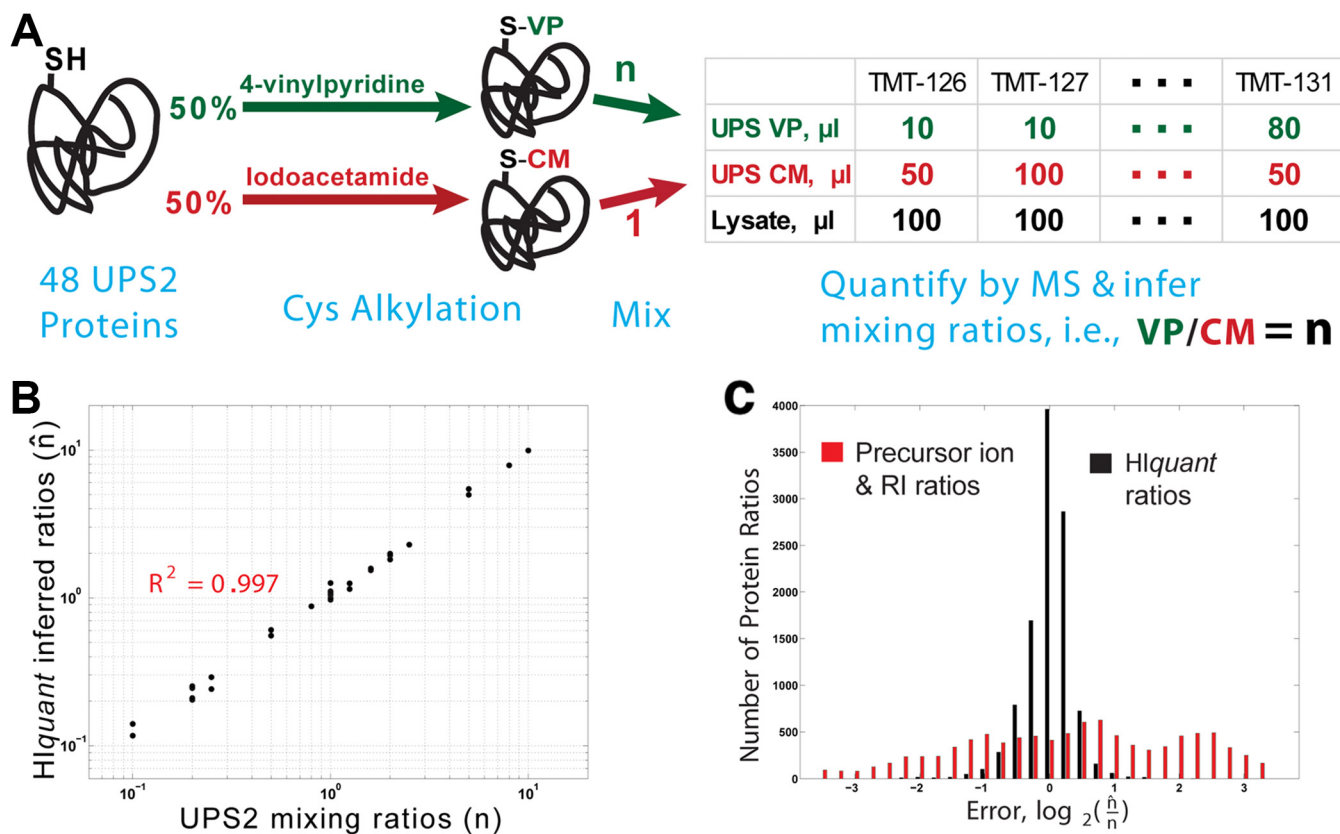 A
SH
50%
4-vinylpyridine
S-VP
n
50%
Iodoacetamide
S-CM
1
48 UPS2
Proteins
Cys Alkylation
Mix
TMT-126 TMT-127 ▪ ▪ ▪ TMT-131
UPS VP, µl 10 10 ▪ ▪ ▪ 80
UPS CM, µl 50 100 ▪ ▪ ▪ 50
Lysate, µl 100 100 ▪ ▪ ▪ 100
Quantify by MS & infer
mixing ratios, i.e., VP/CM = n
B
HIquant inferred ratios (n̂)
10¹
10⁰
10⁻¹
R² = 0.997
10⁻¹ 10⁰ 10¹
UPS2 mixing ratios (n)
C
Number of Protein Ratios
4000
3500
3000
2500
2000
1500
1000
500
0
Precursor ion
& RI ratios
HIquant
ratios
−3 −2 −1 0 1 2 3
Error, log ₂(n̂/n)